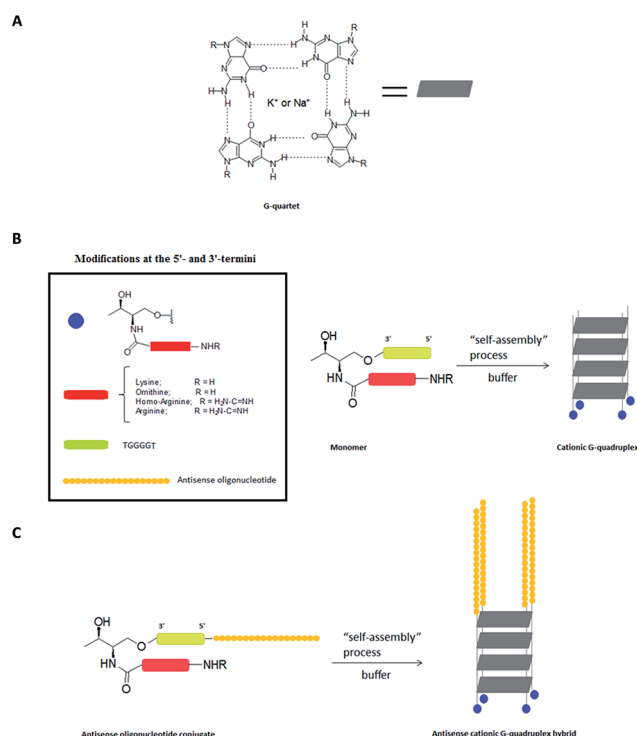 A
R
N
N
H
N
H
R
N
N
N
N
N
N
O
H
N
N
N
N
H
O
H
N
H
H
K⁺ or Na⁺
H
H
N
H
O
N
N
H
O
N
N
N
N
N
H
N
N
N
N
R
H
R
G-quartet
B
Modifications at the 5'- and 3'-termini
OH
O
NH
O
NHR
Lysine; R = H
Ornithine; R = H
Homo-Arginine; R = H₂N-C=NH
Arginine; R = H₂N-C=NH
TGGGGT
Antisense oligonucleotide
OH
3' 5'
O
HN
NHR
O
Monomer
"self-assembly"
process
buffer
Cationic G-quadruplex
C
3' 5'
OH
O
HN
NHR
O
Antisense oligonucleotide conjugate
"self-assembly"
process
buffer
Antisense cationic G-quadruplex hybrid